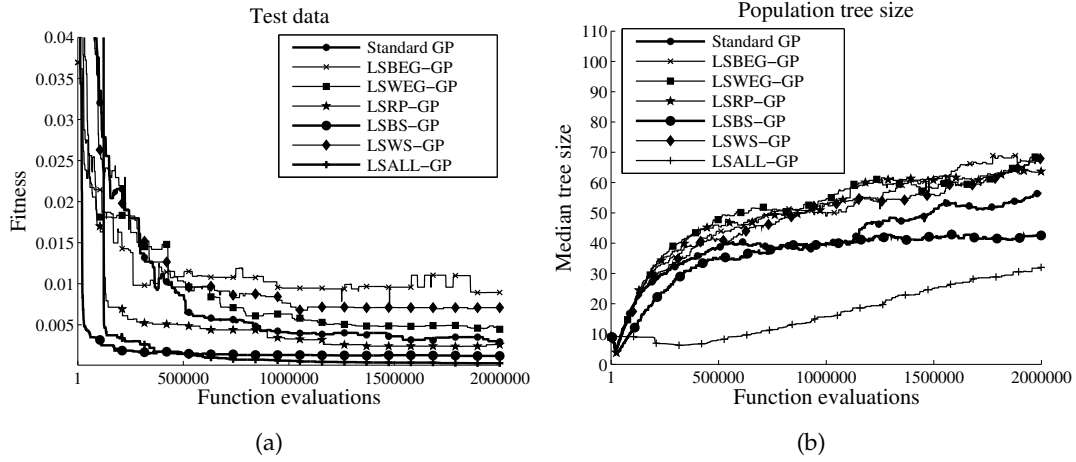 Test data
0.04
0.035
0.03
0.025
0.02
0.015
0.01
0.005
Fitness
Standard GP
LSBEG-GP
LSWEG-GP
LSRP-GP
LSBS-GP
LSWS-GP
LSALL-GP
1 500000 1000000 1500000 2000000
Function evaluations
(a)
Population tree size
110
100
90
80
70
60
50
40
30
20
10
0
Median tree size
Standard GP
LSBEG-GP
LSWEG-GP
LSRP-GP
LSBS-GP
LSWS-GP
LSALL-GP
1 500000 1000000 1500000 2000000
Function evaluations
(b)